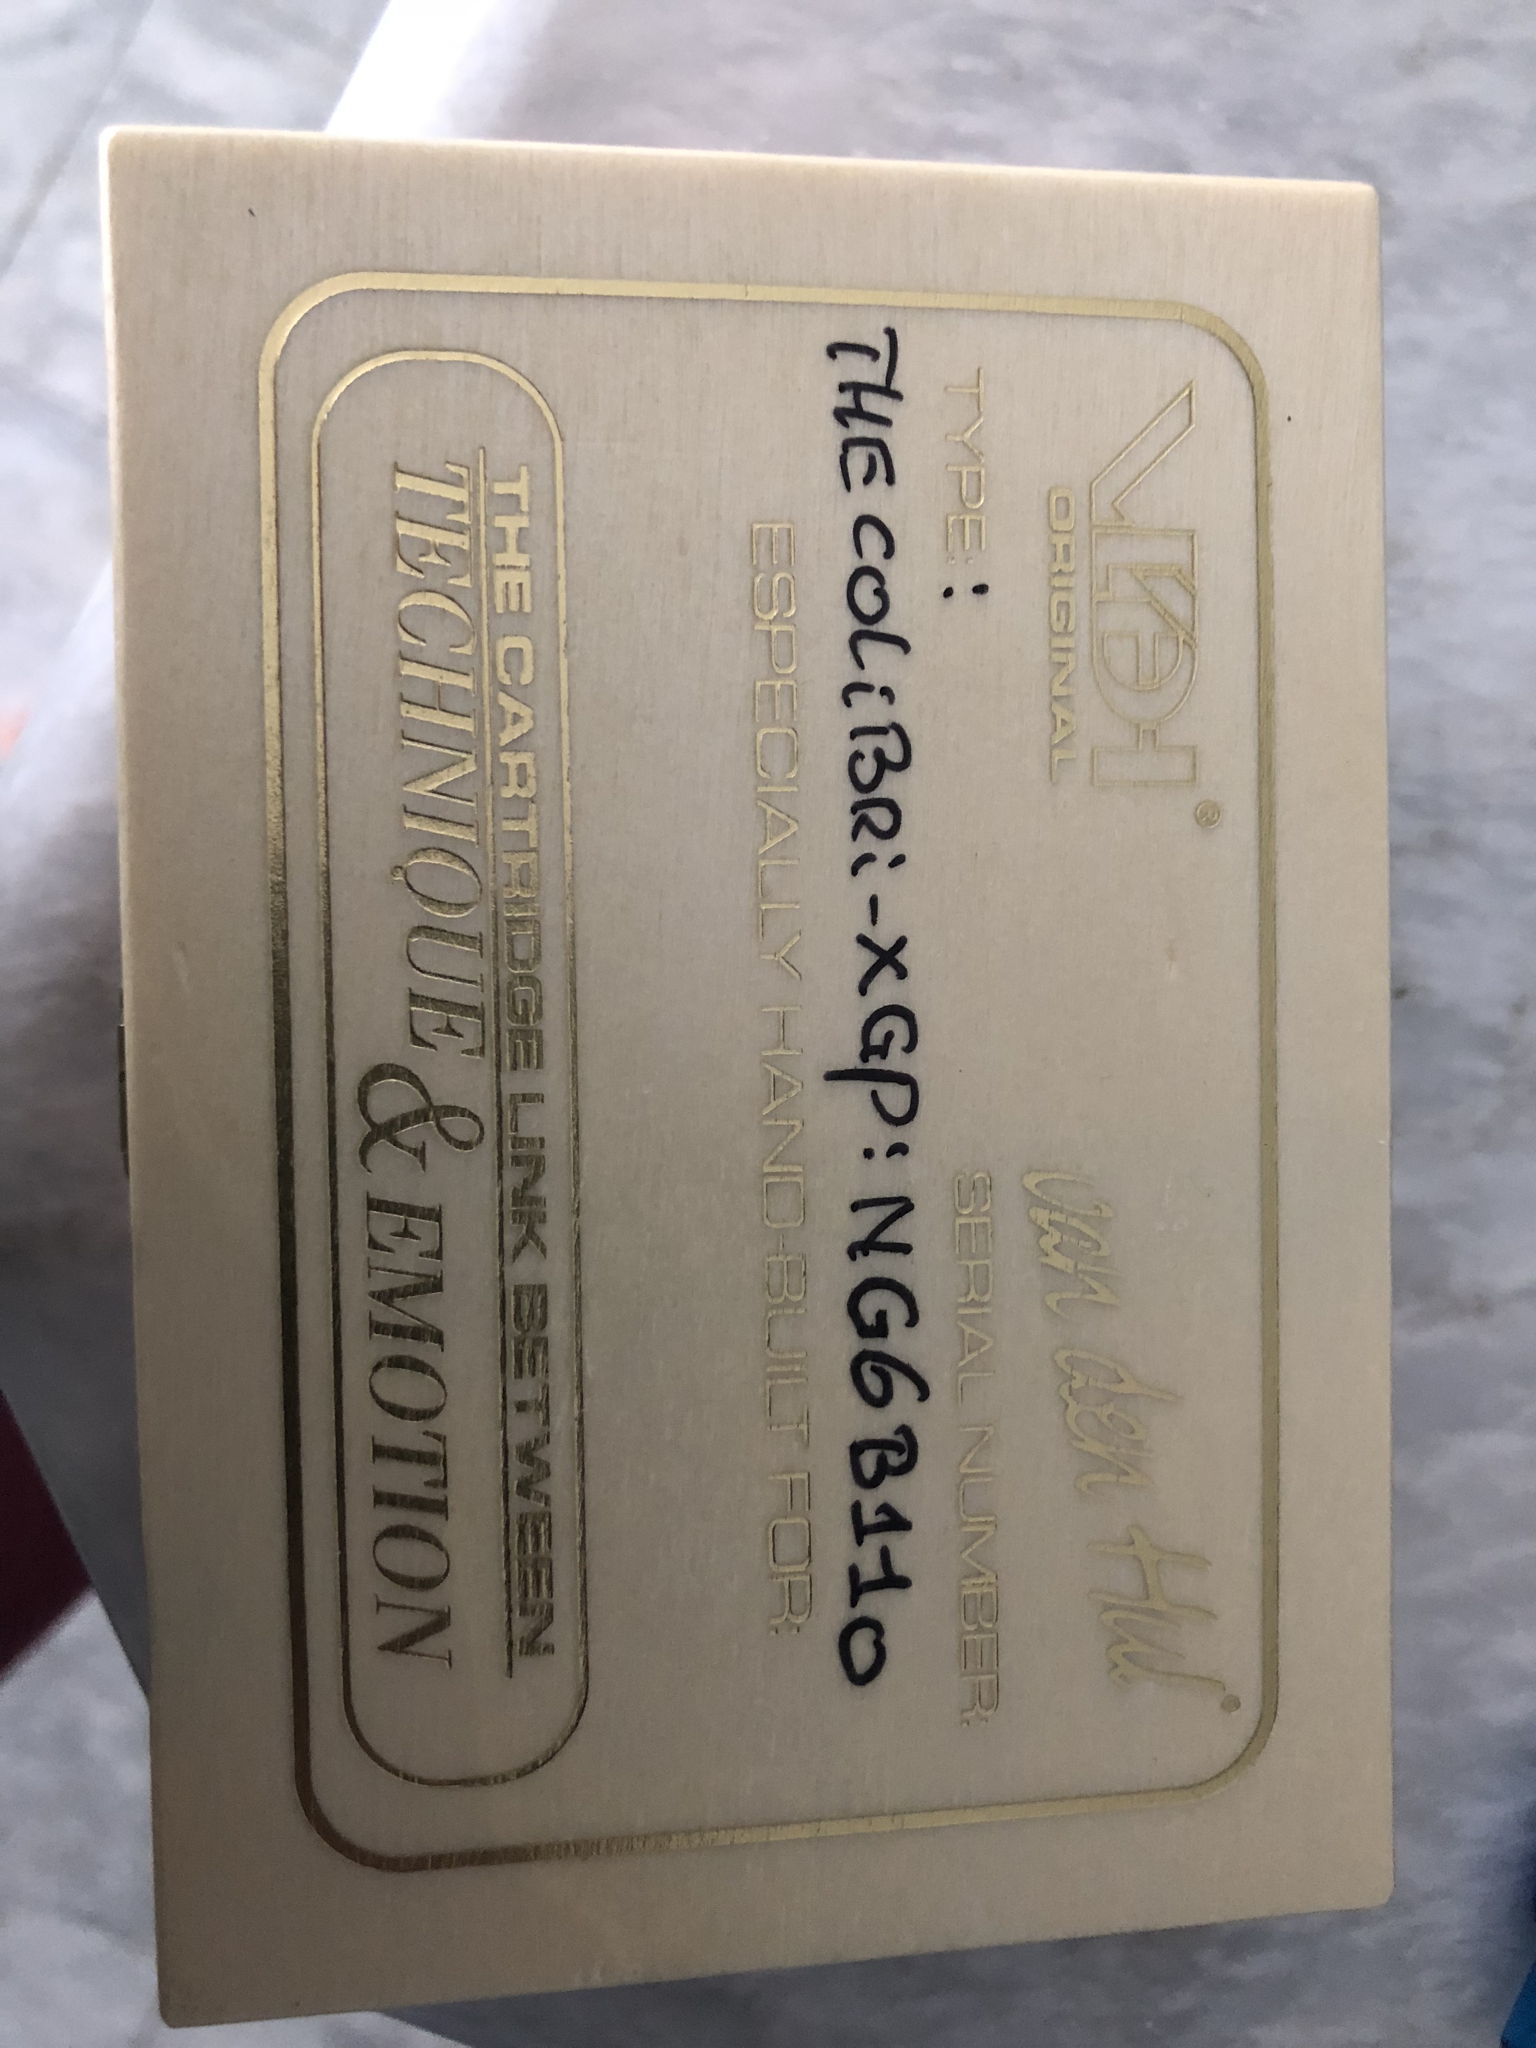 VDH®
ORIGINAL
van den Hul
TYPE: SERIAL NUMBER:
THE COLiBRi-XGP: NG6B110
ESPECIALLY HAND-BUILT FOR:
THE CARTRIDGE LINK BETWEEN
TECHNIQUE & EMOTION